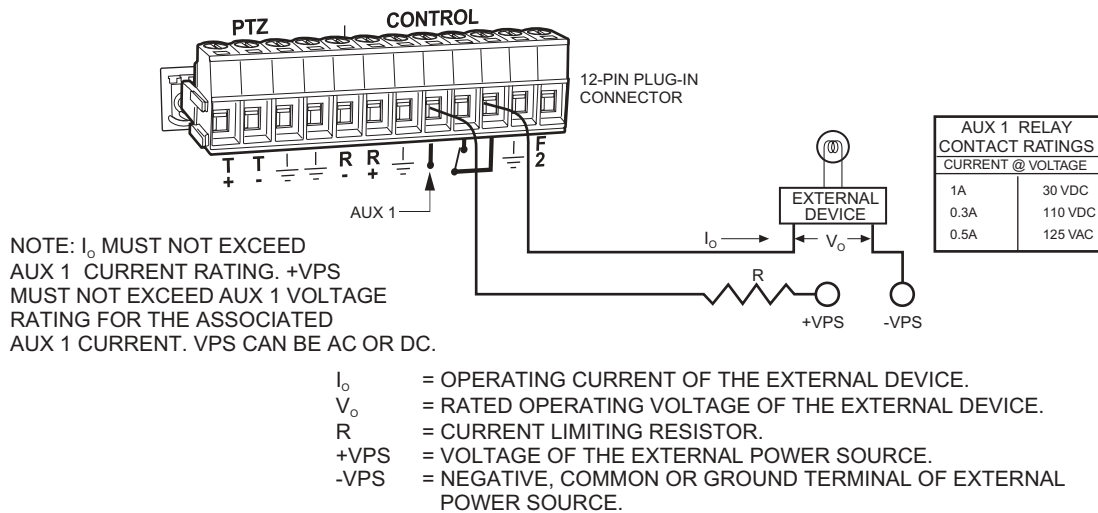 PTZ
CONTROL
12-PIN PLUG-IN
CONNECTOR
T
+
T
-
R
-
R
+
F
2
AUX 1
AUX 1 RELAY
CONTACT RATINGS
CURRENT @ VOLTAGE
1A 30 VDC
0.3A 110 VDC
0.5A 125 VAC
EXTERNAL
DEVICE
Iₒ
Vₒ
R
+VPS
-VPS
NOTE: Iₒ MUST NOT EXCEED
AUX 1 CURRENT RATING. +VPS
MUST NOT EXCEED AUX 1 VOLTAGE
RATING FOR THE ASSOCIATED
AUX 1 CURRENT. VPS CAN BE AC OR DC.
Iₒ = OPERATING CURRENT OF THE EXTERNAL DEVICE.
Vₒ = RATED OPERATING VOLTAGE OF THE EXTERNAL DEVICE.
R = CURRENT LIMITING RESISTOR.
+VPS = VOLTAGE OF THE EXTERNAL POWER SOURCE.
-VPS = NEGATIVE, COMMON OR GROUND TERMINAL OF EXTERNAL
POWER SOURCE.